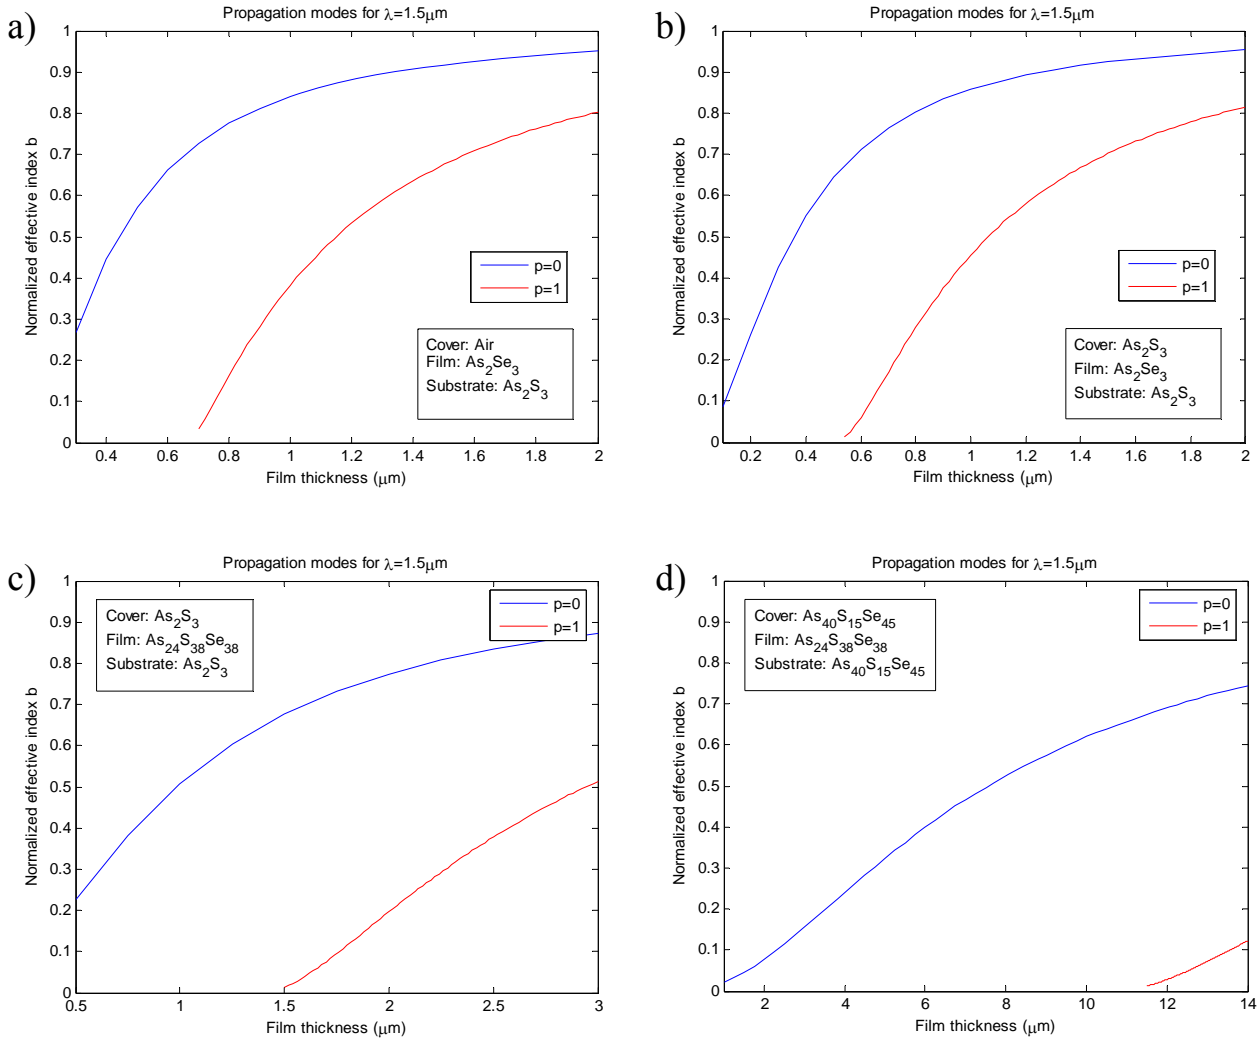 a)
Propagation modes for λ=1.5μm
1
0.9
0.8
0.7
0.6
0.5
0.4
0.3
0.2
0.1
0
Normalized effective index b
p=0
p=1
Cover: Air
Film: As2Se3
Substrate: As2S3
0.4 0.6 0.8 1.0 1.2 1.4 1.6 1.8 2
Film thickness (μm)
b)
Propagation modes for λ=1.5μm
1
0.9
0.8
0.7
0.6
0.5
0.4
0.3
0.2
0.1
0
Normalized effective index b
p=0
p=1
Cover: As2S3
Film: As2Se3
Substrate: As2S3
0.2 0.4 0.6 0.8 1.0 1.2 1.4 1.6 1.8 2
Film thickness (μm)
c)
Propagation modes for λ=1.5μm
1
0.9
0.8
0.7
0.6
0.5
0.4
0.3
0.2
0.1
0
Normalized effective index b
Cover: As2S3
Film: As24S38Se38
Substrate: As2S3
p=0
p=1
0.5 1 1.5 2 2.5 3
Film thickness (μm)
d)
Propagation modes for λ=1.5μm
1
0.9
0.8
0.7
0.6
0.5
0.4
0.3
0.2
0.1
0
Normalized effective index b
Cover: As40S15Se45
Film: As24S38Se38
Substrate: As40S15Se45
p=0
p=1
2 4 6 8 10 12 14
Film thickness (μm)